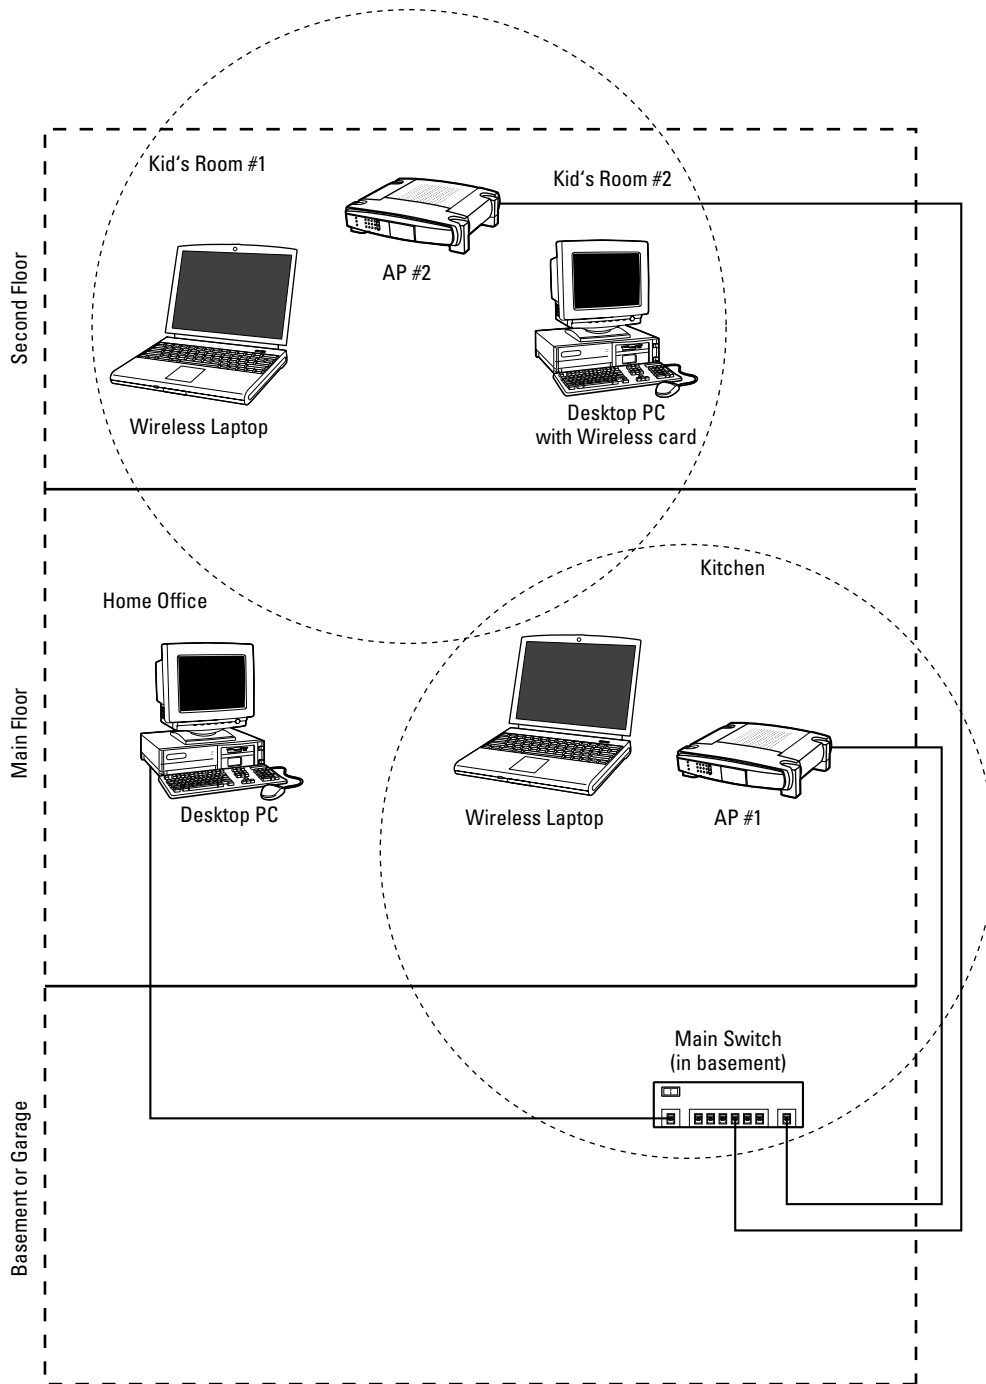 Second Floor
Kid's Room #1
Kid's Room #2
AP #2
Wireless Laptop
Desktop PC
with Wireless card
Main Floor
Kitchen
Home Office
Desktop PC
Wireless Laptop
AP #1
Basement or Garage
Main Switch
(in basement)